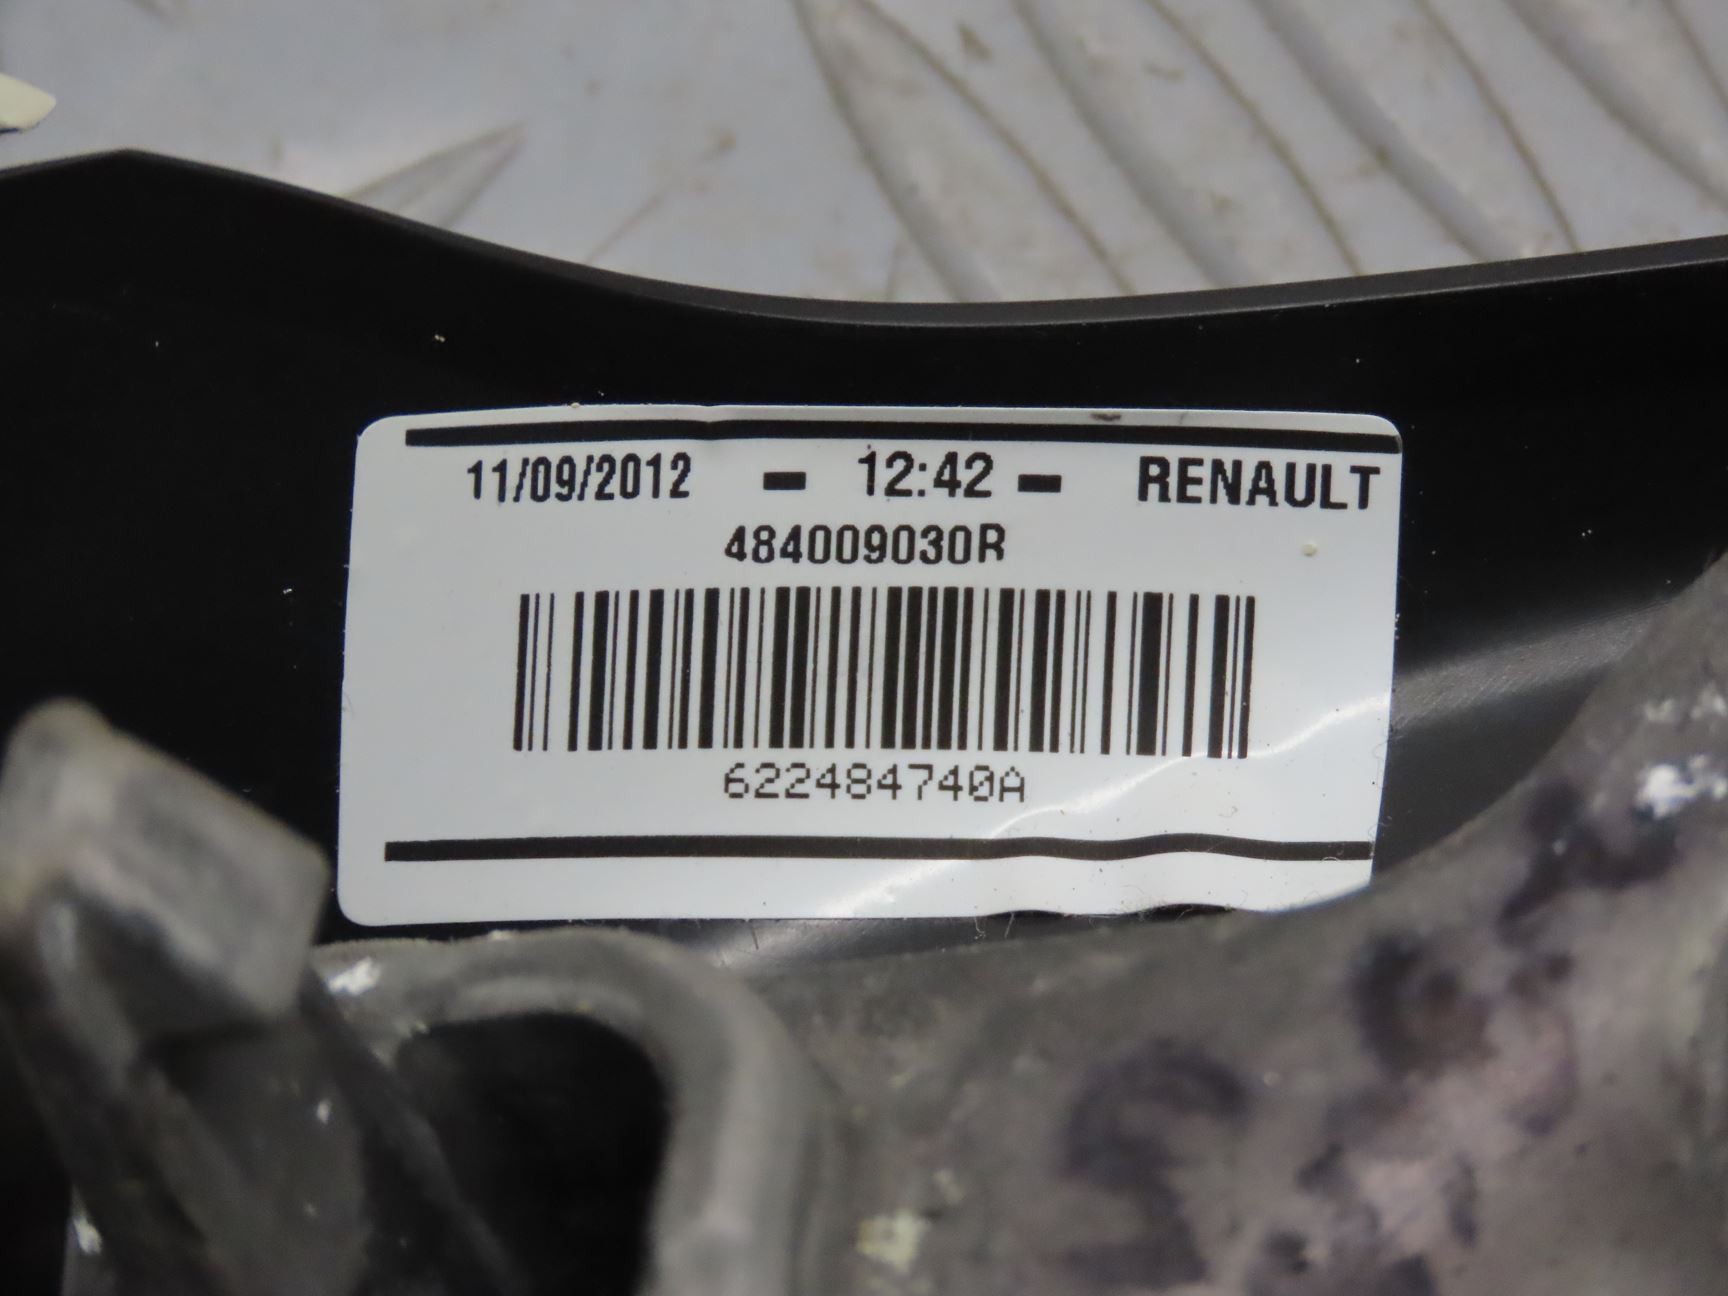 11/09/2012 - 12:42 - RENAULT
484009030R
622484740A